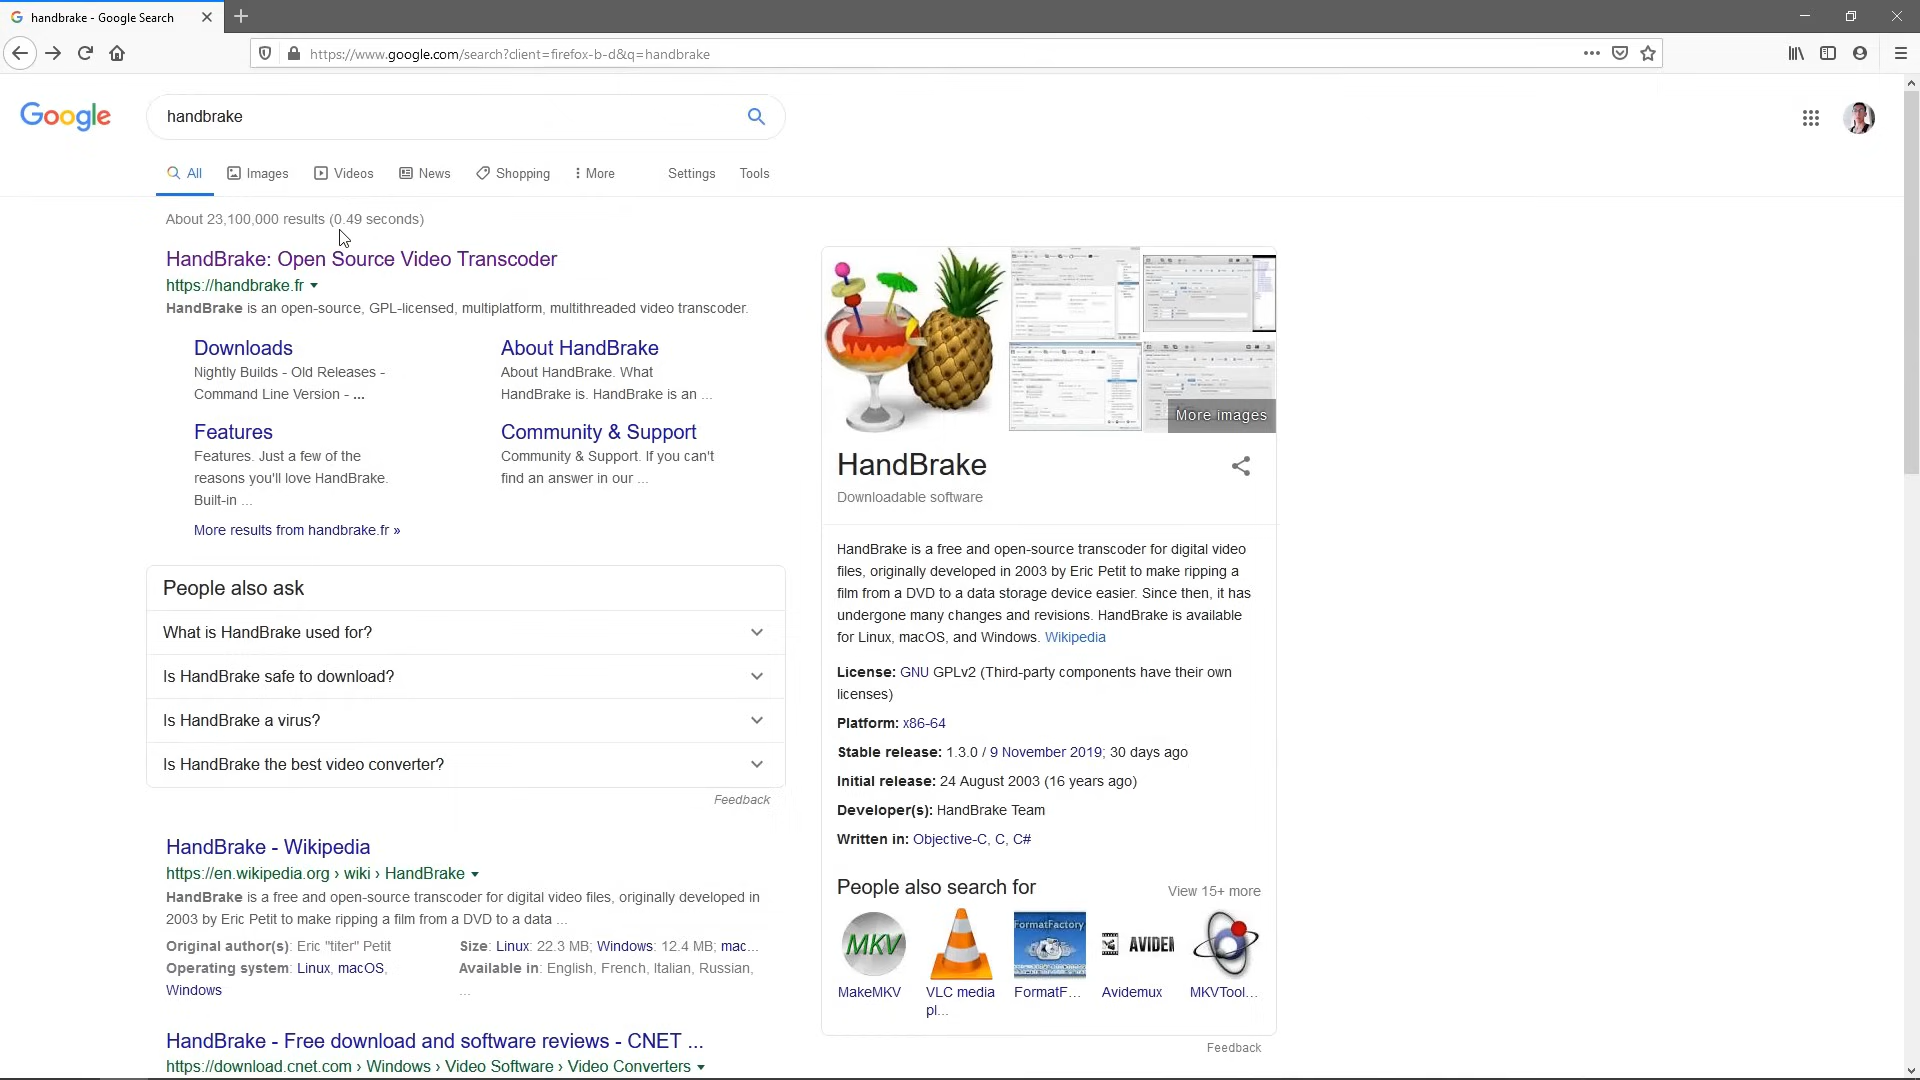 handbrake - Google Search
https://www.google.com/search?client=firefox-b-d&q=handbrake
Google
handbrake
All
Images
Videos
News
Shopping
More
Settings
Tools
About 23,100,000 results (0.49 seconds)
HandBrake: Open Source Video Transcoder
https://handbrake.fr
HandBrake is an open-source, GPL-licensed, multiplatform, multithreaded video transcoder.
Downloads
Nightly Builds - Old Releases -
Command Line Version - ...
About HandBrake
About HandBrake. What
HandBrake is. HandBrake is an ...
Features
Features. Just a few of the
reasons you'll love HandBrake.
Built-in ...
Community & Support
Community & Support. If you can't
find an answer in our ...
More results from handbrake.fr »
People also ask
What is HandBrake used for?
Is HandBrake safe to download?
Is HandBrake a virus?
Is HandBrake the best video converter?
Feedback
HandBrake - Wikipedia
https://en.wikipedia.org › wiki › HandBrake
HandBrake is a free and open-source transcoder for digital video files, originally developed in
2003 by Eric Petit to make ripping a film from a DVD to a data ...
Original author(s): Eric "titer" Petit
Operating system: Linux, macOS,
Windows
Size: Linux: 22.3 MB; Windows: 12.4 MB; mac...
Available in: English, French, Italian, Russian,
...
HandBrake - Free download and software reviews - CNET ...
https://download.cnet.com › Windows › Video Software › Video Converters
More images
HandBrake
Downloadable software
HandBrake is a free and open-source transcoder for digital video
files, originally developed in 2003 by Eric Petit to make ripping a
film from a DVD to a data storage device easier. Since then, it has
undergone many changes and revisions. HandBrake is available
for Linux, macOS, and Windows. Wikipedia
License: GNU GPLv2 (Third-party components have their own
licenses)
Platform: x86-64
Stable release: 1.3.0 / 9 November 2019; 30 days ago
Initial release: 24 August 2003 (16 years ago)
Developer(s): HandBrake Team
Written in: Objective-C, C, C#
People also search for
View 15+ more
MKV
FormatFactory
AVIDEM
MakeMKV
VLC media
pl...
FormatF...
Avidemux
MKVTool...
Feedback